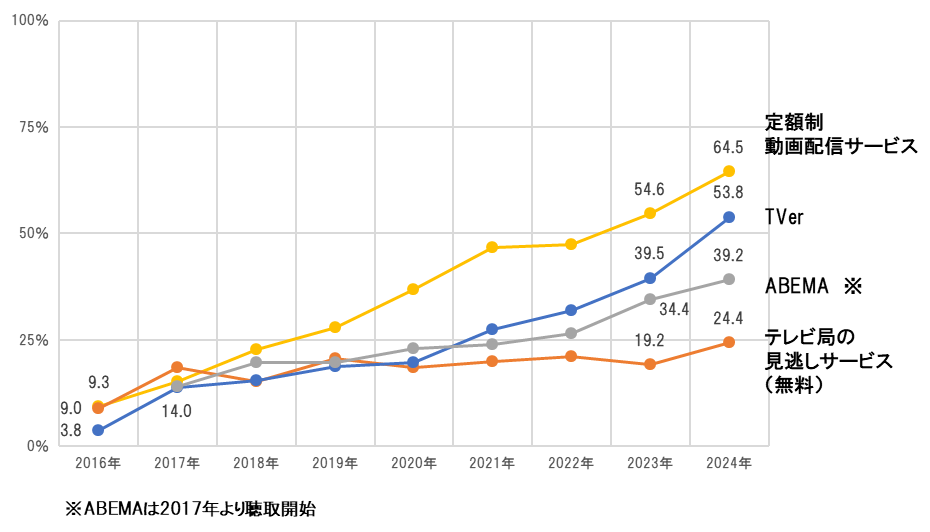 100%
75%
50%
25%
0%
定額制
動画配信サービス
64.5
54.6
53.8
TVer
39.5
39.2
ABEMA ※
34.4
24.4
19.2
テレビ局の
見逃しサービス
（無料）
9.3
9.0
3.8
14.0
2016年 2017年 2018年 2019年 2020年 2021年 2022年 2023年 2024年
※ABEMAは2017年より聴取開始